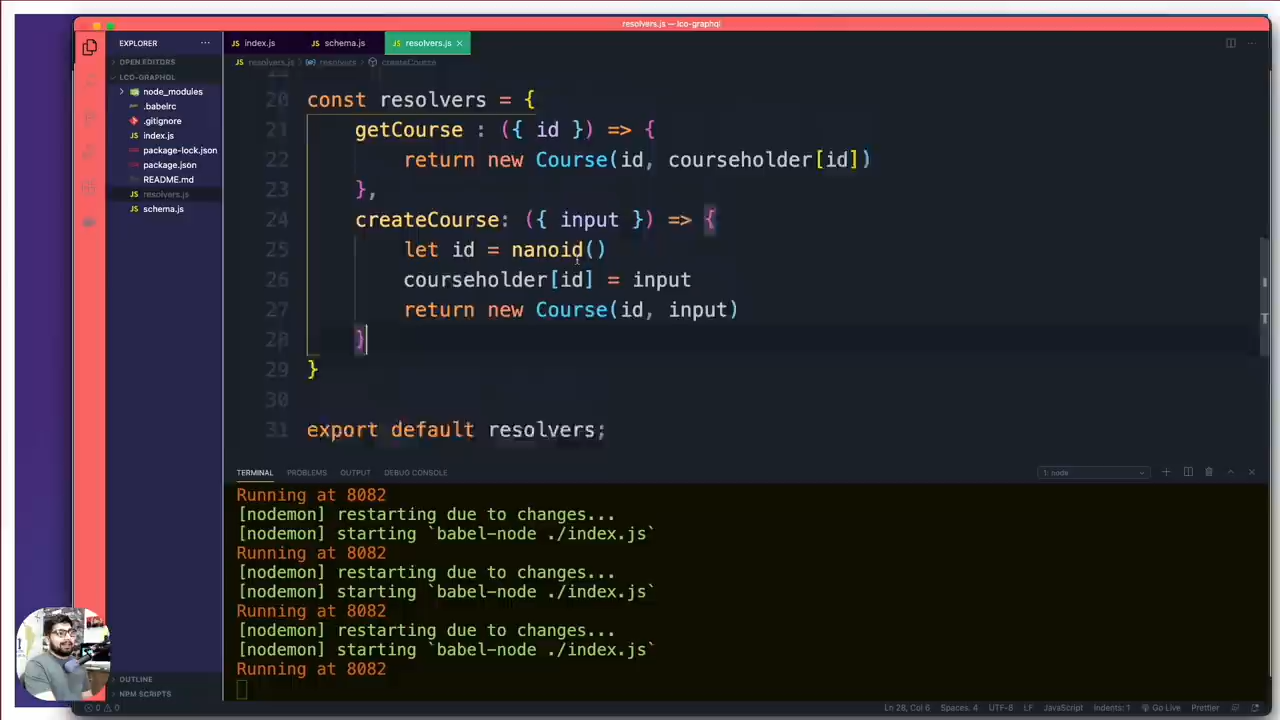 resolvers.js — lco-graphql
EXPLORER
OPEN EDITORS
LCO-GRAPHQL
node_modules
.babelrc
.gitignore
index.js
package-lock.json
package.json
README.md
resolvers.js
schema.js
OUTLINE
NPM SCRIPTS
JS index.js
JS schema.js
JS resolvers.js
JS resolvers.js > resolvers > createCourse
20 const resolvers = {
21 getCourse : ({ id }) => {
22 return new Course(id, courseholder[id])
23 },
24 createCourse: ({ input }) => {
25 let id = nanoid()
26 courseholder[id] = input
27 return new Course(id, input)
28 }
29 }
30
31 export default resolvers;
TERMINAL PROBLEMS OUTPUT DEBUG CONSOLE 1: node
Running at 8082
[nodemon] restarting due to changes...
[nodemon] starting `babel-node ./index.js`
Running at 8082
[nodemon] restarting due to changes...
[nodemon] starting `babel-node ./index.js`
Running at 8082
[nodemon] restarting due to changes...
[nodemon] starting `babel-node ./index.js`
Running at 8082
0 0 Ln 28, Col 6 Spaces: 4 UTF-8 LF JavaScript Indents: 1 Go Live Prettier